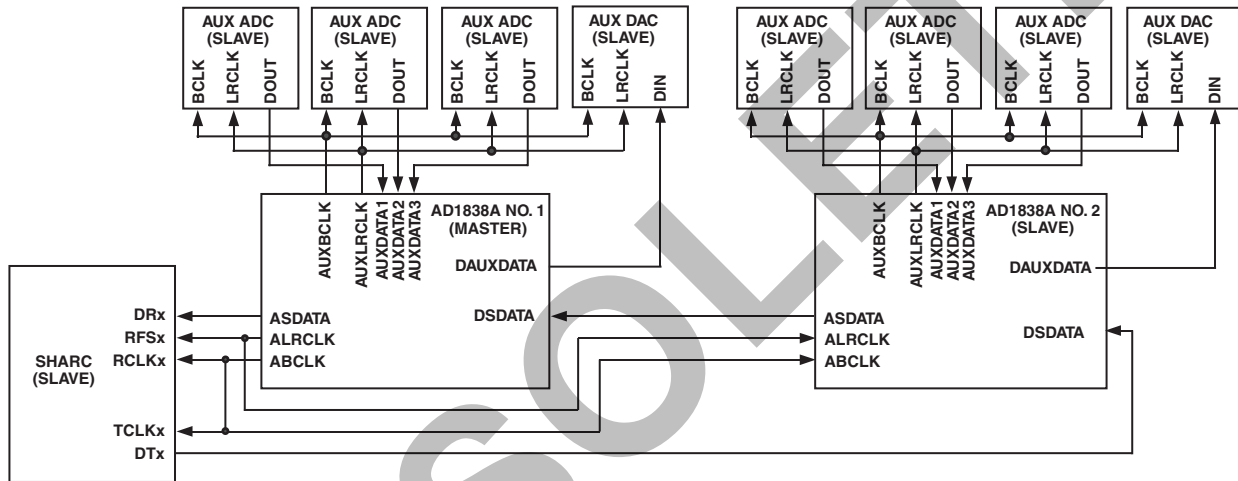 AUX ADC
(SLAVE)
BCLK
LRCLK
DOUT
AUX ADC
(SLAVE)
BCLK
LRCLK
DOUT
AUX ADC
(SLAVE)
BCLK
LRCLK
DOUT
AUX DAC
(SLAVE)
BCLK
LRCLK
DIN
AUX ADC
(SLAVE)
BCLK
LRCLK
DOUT
AUX ADC
(SLAVE)
BCLK
LRCLK
DOUT
AUX ADC
(SLAVE)
BCLK
LRCLK
DOUT
AUX DAC
(SLAVE)
BCLK
LRCLK
DIN
AUXBCLK
AUXLRCLK
AUXDATA1
AUXDATA2
AUXDATA3
AD1838A NO. 1
(MASTER)
DAUXDATA
DSDATA
ASDATA
ALRCLK
ABCLK
AUXBCLK
AUXLRCLK
AUXDATA1
AUXDATA2
AUXDATA3
AD1838A NO. 2
(SLAVE)
DAUXDATA
DSDATA
ASDATA
ALRCLK
ABCLK
SHARC
(SLAVE)
DRx
RFSx
RCLKx
TCLKx
DTx
SOLET